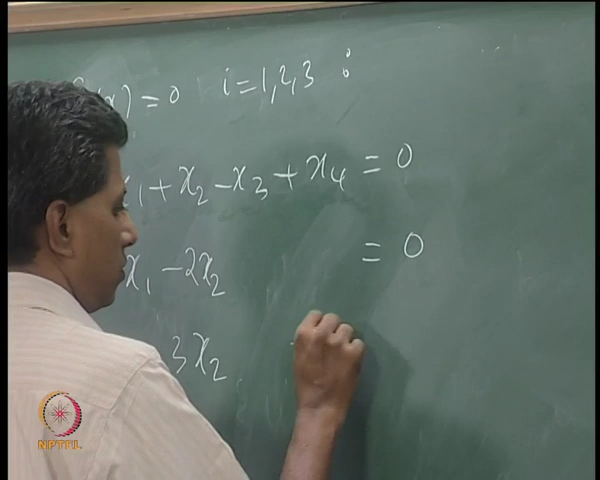 (x) = 0 i = 1, 2, 3 :
x₁ + x₂ - x₃ + x₄ = 0
x₁ - 2x₂ = 0
3x₂
NPTEL